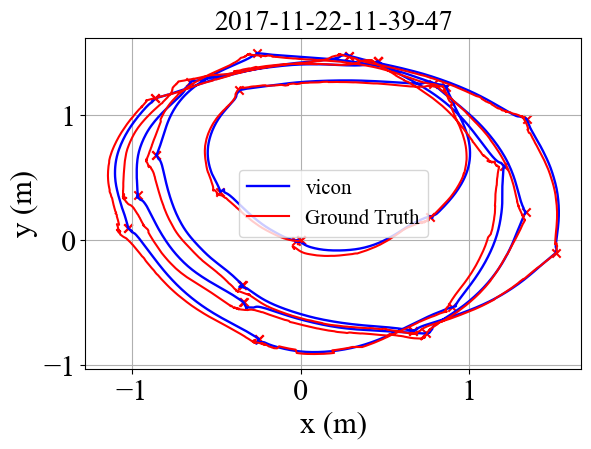 2017-11-22-11-39-47
y (m)
1
0
−1
vicon
Ground Truth
−1 0 1
x (m)